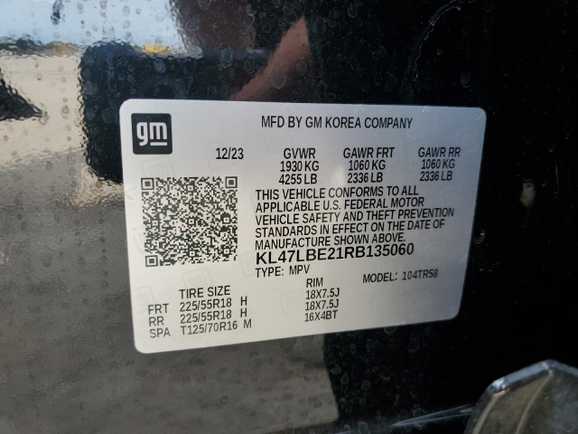 gm
MFD BY GM KOREA COMPANY
12/23 GVWR GAWR FRT GAWR RR
1930 KG 1060 KG 1060 KG
4255 LB 2336 LB 2336 LB
THIS VEHICLE CONFORMS TO ALL
APPLICABLE U.S. FEDERAL MOTOR
VEHICLE SAFETY AND THEFT PREVENTION
STANDARDS IN EFFECT ON THE DATE OF
MANUFACTURE SHOWN ABOVE.
KL47LBE21RB135060
TYPE: MPV MODEL: 104TR58
TIRE SIZE RIM
FRT 225/55R18 H 18X7.5J
RR 225/55R18 H 18X7.5J
SPA T125/70R16 M 16X4BT